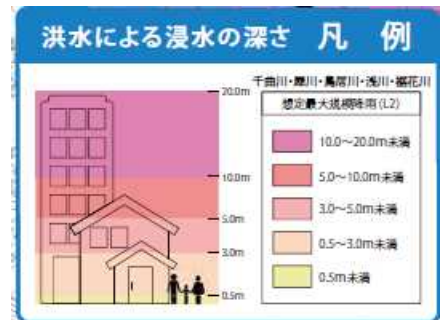 洪水による浸水の深さ 凡例
千曲川・犀川・鳥居川・浅川・裾花川
想定最大規模降雨(L2)
20.0m
10.0～20.0m未満
10.0m
5.0～10.0m未満
5.0m
3.0～5.0m未満
3.0m
0.5～3.0m未満
0.5m
0.5m未満